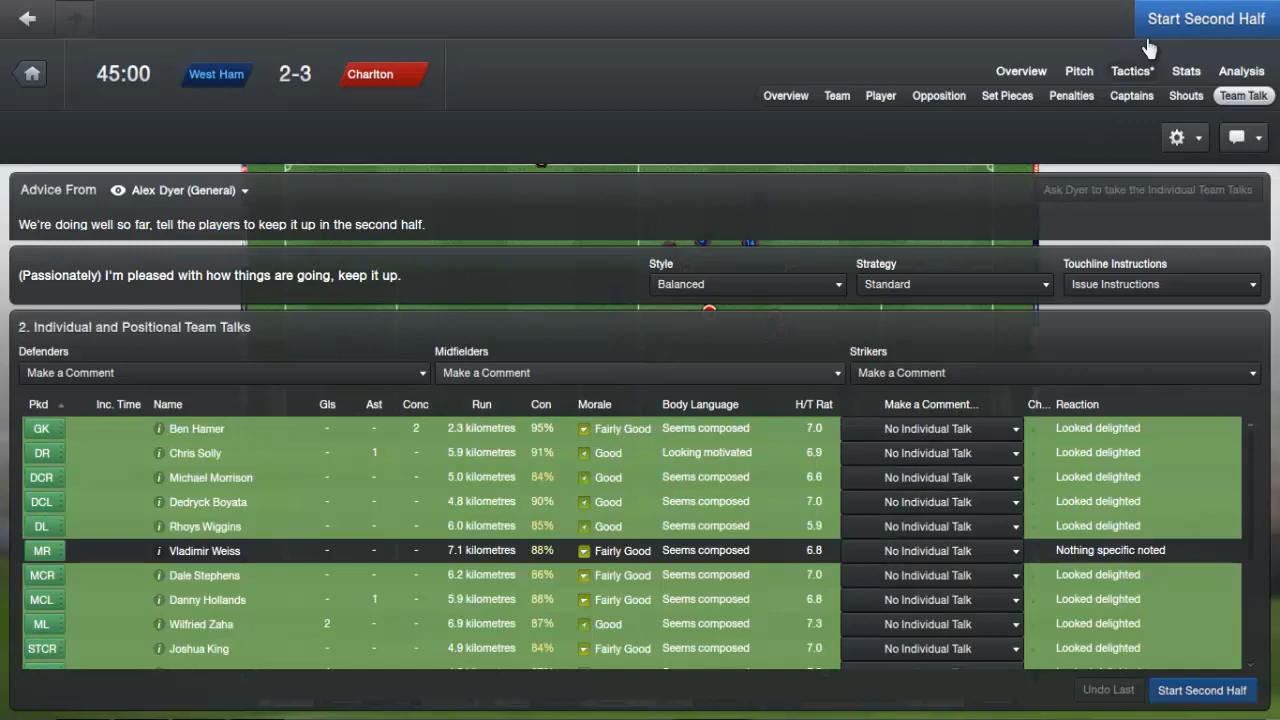 Start Second Half
45:00 West Ham 2-3 Charlton
Overview Pitch Tactics* Stats Analysis
Overview Team Player Opposition Set Pieces Penalties Captains Shouts Team Talk
Advice From Alex Dyer (General) Ask Dyer to take the Individual Team Talks
We're doing well so far, tell the players to keep it up in the second half.
Style Strategy Touchline Instructions
(Passionately) I'm pleased with how things are going, keep it up. Balanced Standard Issue Instructions
2. Individual and Positional Team Talks
Defenders Midfielders Strikers
Make a Comment Make a Comment Make a Comment
Pkd Inc. Time Name Gls Ast Conc Run Con Morale Body Language H/T Rat Make a Comment... Ch... Reaction
GK i Ben Hamer - - 2 2.3 kilometres 95% Fairly Good Seems composed 7.0 No Individual Talk Looked delighted
DR i Chris Solly - 1 - 5.9 kilometres 91% Good Looking motivated 6.9 No Individual Talk Looked delighted
DCR i Michael Morrison - - - 5.0 kilometres 84% Good Seems composed 6.6 No Individual Talk Looked delighted
DCL i Dedryck Boyata - - - 4.8 kilometres 90% Good Seems composed 7.0 No Individual Talk Looked delighted
DL i Rhoys Wiggins - - - 6.0 kilometres 85% Good Seems composed 5.9 No Individual Talk Looked delighted
MR i Vladimir Weiss - - - 7.1 kilometres 88% Fairly Good Seems composed 6.8 No Individual Talk Nothing specific noted
MCR i Dale Stephens - - - 6.2 kilometres 86% Fairly Good Seems composed 7.0 No Individual Talk Looked delighted
MCL i Danny Hollands - 1 - 5.9 kilometres 88% Fairly Good Seems composed 6.8 No Individual Talk Looked delighted
ML i Wilfried Zaha 2 - - 6.9 kilometres 87% Good Seems composed 7.3 No Individual Talk Looked delighted
STCR i Joshua King - - - 4.9 kilometres 84% Fairly Good Seems composed 7.0 No Individual Talk Looked delighted
Undo Last Start Second Half